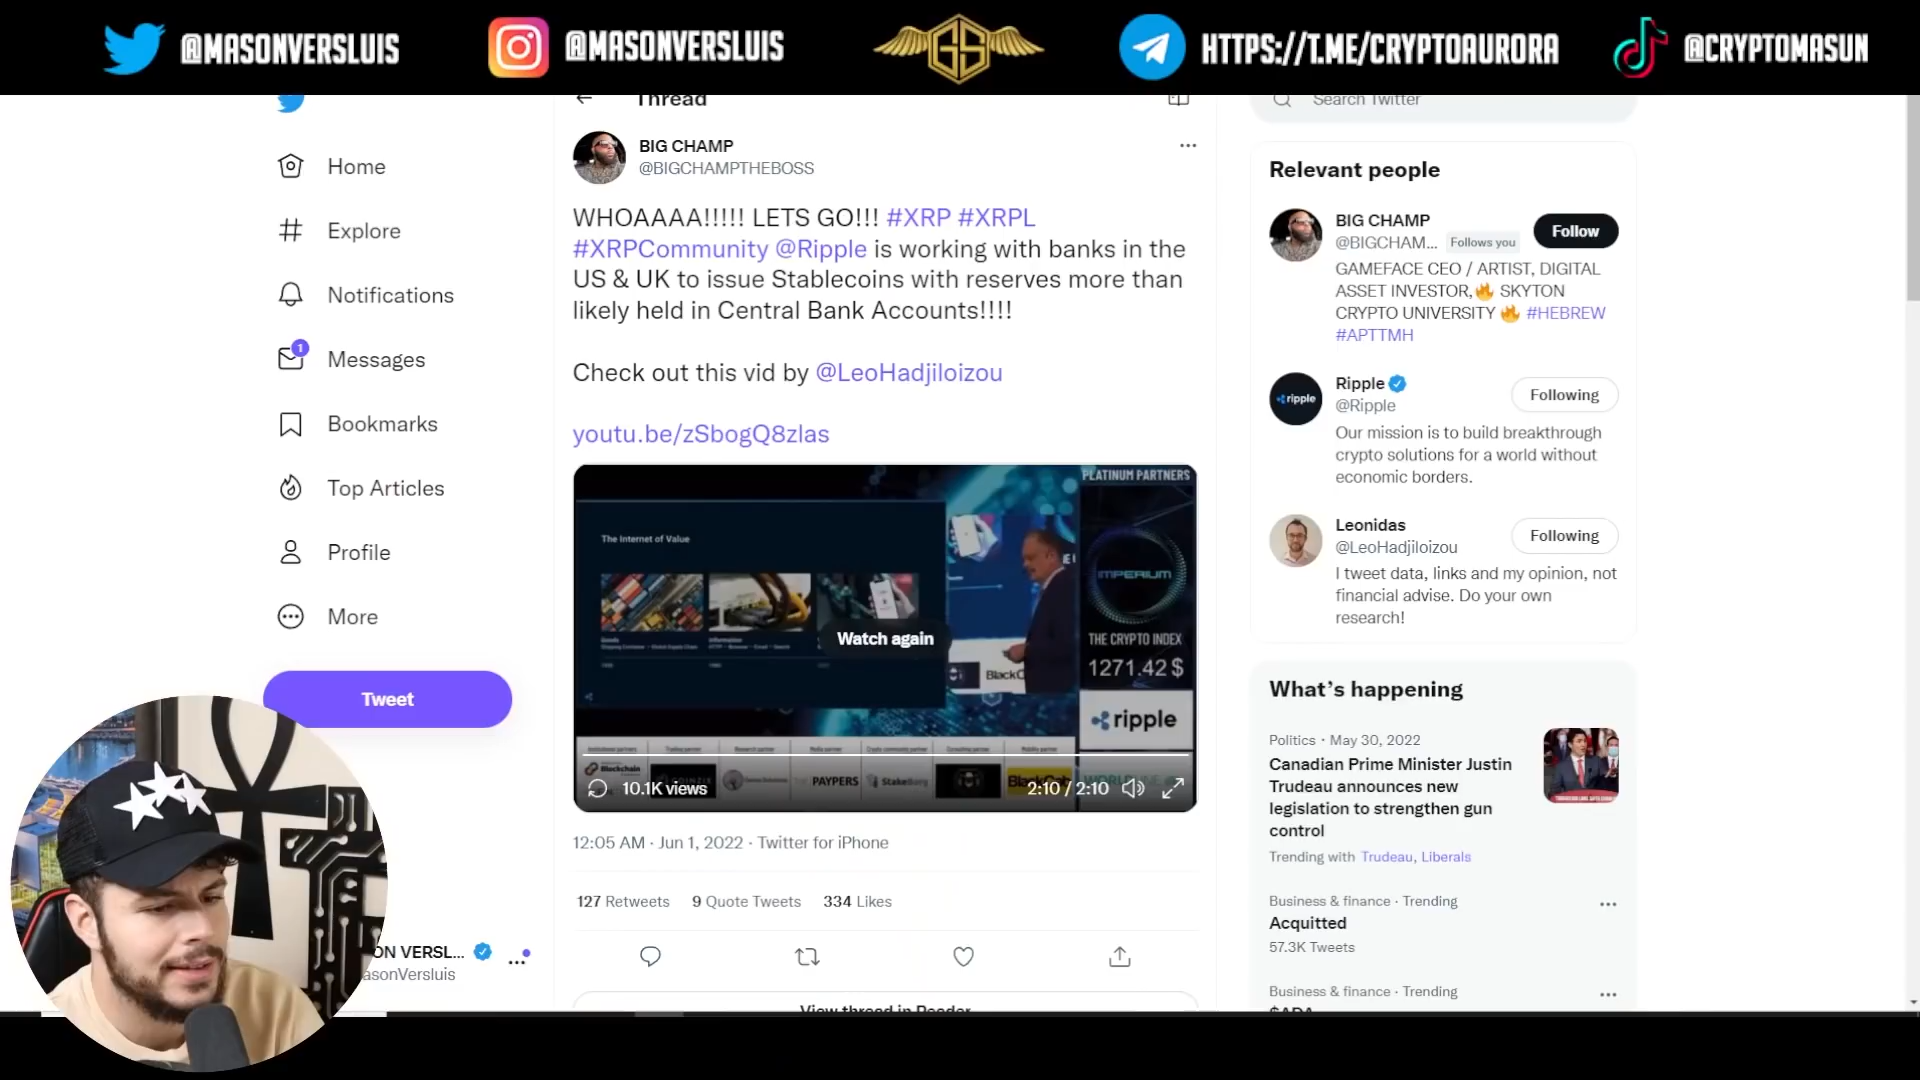 @MASONVERSLUIS
@MASONVERSLUIS
GS
HTTPS://T.ME/CRYPTOAURORA
@CRYPTOMASUN
Home
Explore
Notifications
1
Messages
Bookmarks
Top Articles
Profile
More
Tweet
ON VERSL...
asonVersluis
Thread
BIG CHAMP
@BIGCHAMPTHEBOSS
WHOAAAA!!!!! LETS GO!!! #XRP #XRPL
#XRPCommunity @Ripple is working with banks in the
US & UK to issue Stablecoins with reserves more than
likely held in Central Bank Accounts!!!!
Check out this vid by @LeoHadjiloizou
youtu.be/zSbogQ8zlas
PLATINUM PARTNERS
The Internet of Value
IMPERIUM
Watch again
THE CRYPTO INDEX
1271.42 $
BlackC
ripple
Blockchain
PAYPERS
StakeBorg
BlackCab
10.1K views
2:10 / 2:10
12:05 AM · Jun 1, 2022 · Twitter for iPhone
127 Retweets 9 Quote Tweets 334 Likes
View thread in Reader
Search Twitter
Relevant people
BIG CHAMP
@BIGCHAM... Follows you
Follow
GAMEFACE CEO / ARTIST, DIGITAL
ASSET INVESTOR,🔥 SKYTON
CRYPTO UNIVERSITY 🔥 #HEBREW
#APTTMH
ripple
Ripple
@Ripple
Following
Our mission is to build breakthrough
crypto solutions for a world without
economic borders.
Leonidas
@LeoHadjiloizou
Following
I tweet data, links and my opinion, not
financial advise. Do your own
research!
What's happening
Politics · May 30, 2022
Canadian Prime Minister Justin
Trudeau announces new
legislation to strengthen gun
control
Trending with Trudeau, Liberals
Business & finance · Trending
Acquitted
57.3K Tweets
Business & finance · Trending
$ADA